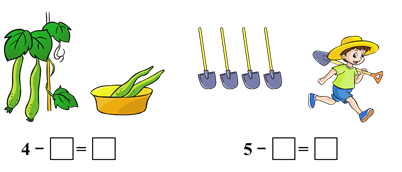 4 − □ = □
5 − □ = □